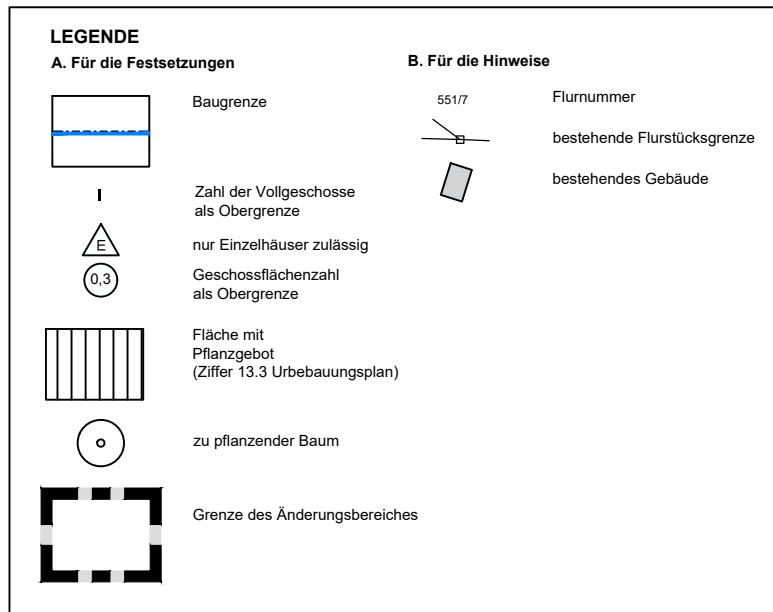 LEGENDE
A. Für die Festsetzungen
Baugrenze
I
Zahl der Vollgeschosse
als Obergrenze
E
nur Einzelhäuser zulässig
0,3
Geschossflächenzahl
als Obergrenze
Fläche mit
Pflanzgebot
(Ziffer 13.3 Urbebauungsplan)
zu pflanzender Baum
Grenze des Änderungsbereiches
B. Für die Hinweise
551/7
Flurnummer
bestehende Flurstücksgrenze
bestehendes Gebäude